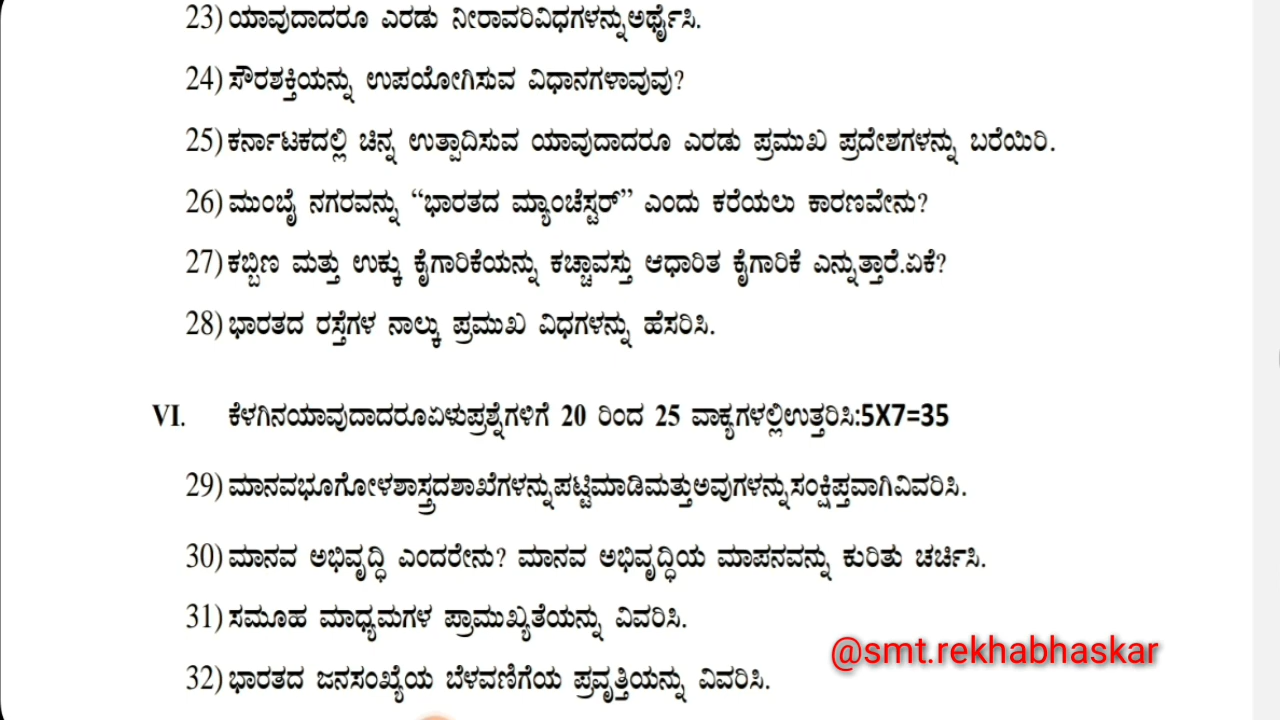 23) ಯಾವುದಾದರೂ ಎರಡು ನೀರಾವರಿವಿಧಗಳನ್ನುಅರ್ಥೈಸಿ.
24) ಸೌರಶಕ್ತಿಯನ್ನು ಉಪಯೋಗಿಸುವ ವಿಧಾನಗಳಾವುವು?
25) ಕರ್ನಾಟಕದಲ್ಲಿ ಚಿನ್ನ ಉತ್ಪಾದಿಸುವ ಯಾವುದಾದರೂ ಎರಡು ಪ್ರಮುಖ ಪ್ರದೇಶಗಳನ್ನು ಬರೆಯಿರಿ.
26) ಮುಂಬೈ ನಗರವನ್ನು “ಭಾರತದ ಮ್ಯಾಂಚೆಸ್ಟರ್” ಎಂದು ಕರೆಯಲು ಕಾರಣವೇನು?
27) ಕಬ್ಬಿಣ ಮತ್ತು ಉಕ್ಕು ಕೈಗಾರಿಕೆಯನ್ನು ಕಚ್ಚಾವಸ್ತು ಆಧಾರಿತ ಕೈಗಾರಿಕೆ ಎನ್ನುತ್ತಾರೆ.ಏಕೆ?
28) ಭಾರತದ ರಸ್ತೆಗಳ ನಾಲ್ಕು ಪ್ರಮುಖ ವಿಧಗಳನ್ನು ಹೆಸರಿಸಿ.
VI. ಕೆಳಗಿನಯಾವುದಾದರೂಏಳುಪ್ರಶ್ನೆಗಳಿಗೆ 20 ರಿಂದ 25 ವಾಕ್ಯಗಳಲ್ಲಿಉತ್ತರಿಸಿ:5X7=35
29) ಮಾನವಭೂಗೋಳಶಾಸ್ತ್ರದಶಾಖೆಗಳನ್ನುಪಟ್ಟಿಮಾಡಿಮತ್ತುಅವುಗಳನ್ನುಸಂಕ್ಷಿಪ್ತವಾಗಿವಿವರಿಸಿ.
30) ಮಾನವ ಅಭಿವೃದ್ಧಿ ಎಂದರೇನು? ಮಾನವ ಅಭಿವೃದ್ಧಿಯ ಮಾಪನವನ್ನು ಕುರಿತು ಚರ್ಚಿಸಿ.
31) ಸಮೂಹ ಮಾಧ್ಯಮಗಳ ಪ್ರಾಮುಖ್ಯತೆಯನ್ನು ವಿವರಿಸಿ.
@smt.rekhabhaskar
32) ಭಾರತದ ಜನಸಂಖ್ಯೆಯ ಬೆಳವಣಿಗೆಯ ಪ್ರವೃತ್ತಿಯನ್ನು ವಿವರಿಸಿ.